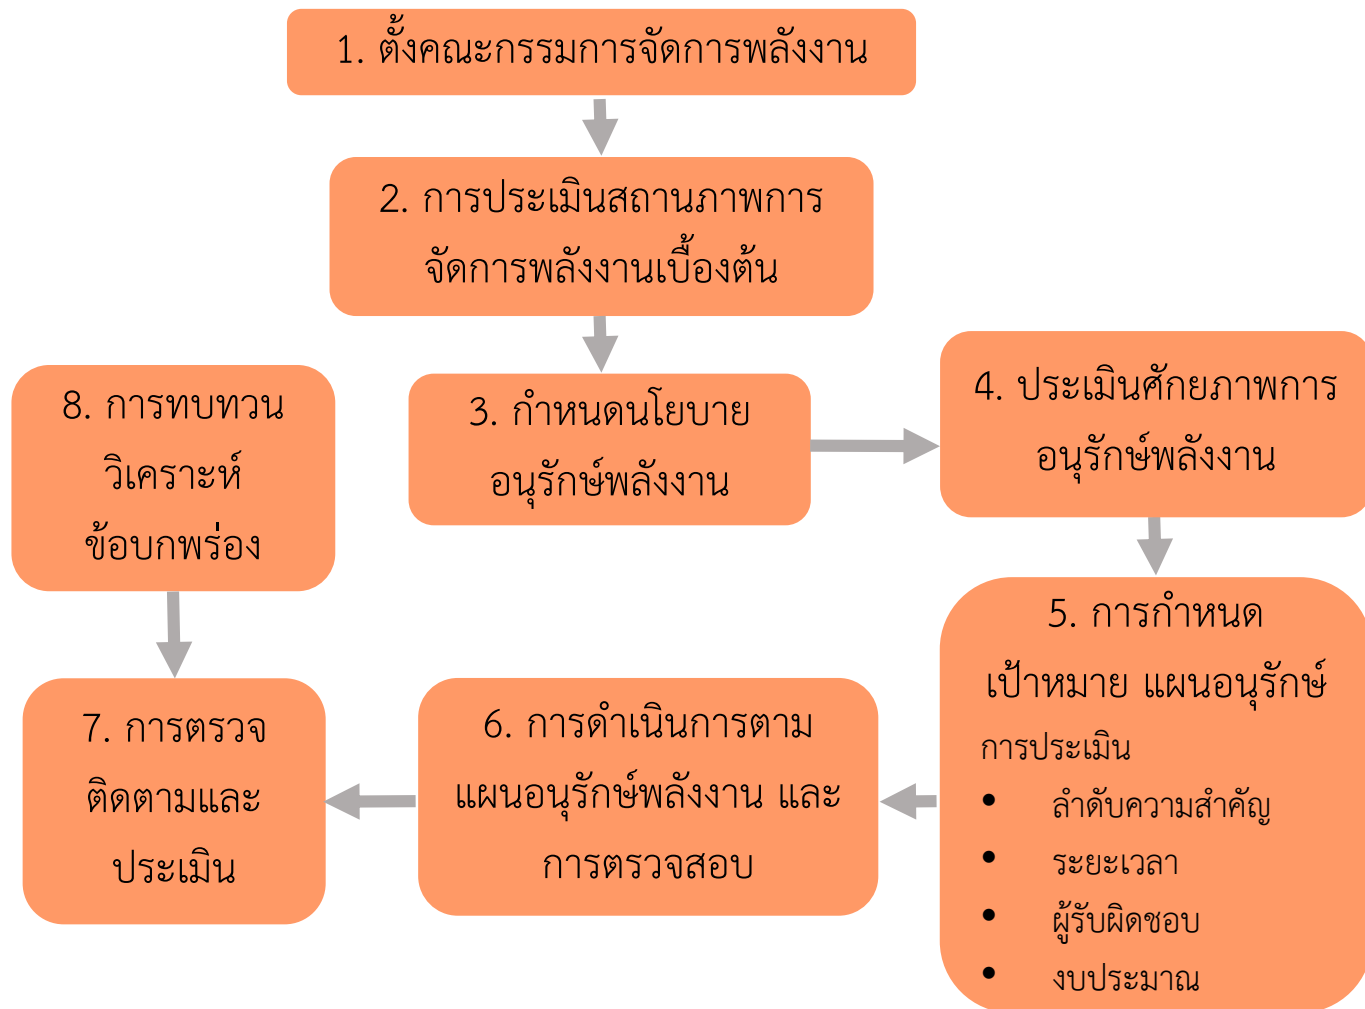 1. ตั้งคณะกรรมการจัดการพลังงาน
2. การประเมินสถานภาพการ
จัดการพลังงานเบื้องต้น
3. กำหนดนโยบาย
อนุรักษ์พลังงาน
4. ประเมินศักยภาพการ
อนุรักษ์พลังงาน
5. การกำหนด
เป้าหมาย แผนอนุรักษ์
การประเมิน
• ลำดับความสำคัญ
• ระยะเวลา
• ผู้รับผิดชอบ
• งบประมาณ
6. การดำเนินการตาม
แผนอนุรักษ์พลังงาน และ
การตรวจสอบ
7. การตรวจ
ติดตามและ
ประเมิน
8. การทบทวน
วิเคราะห์
ข้อบกพร่อง